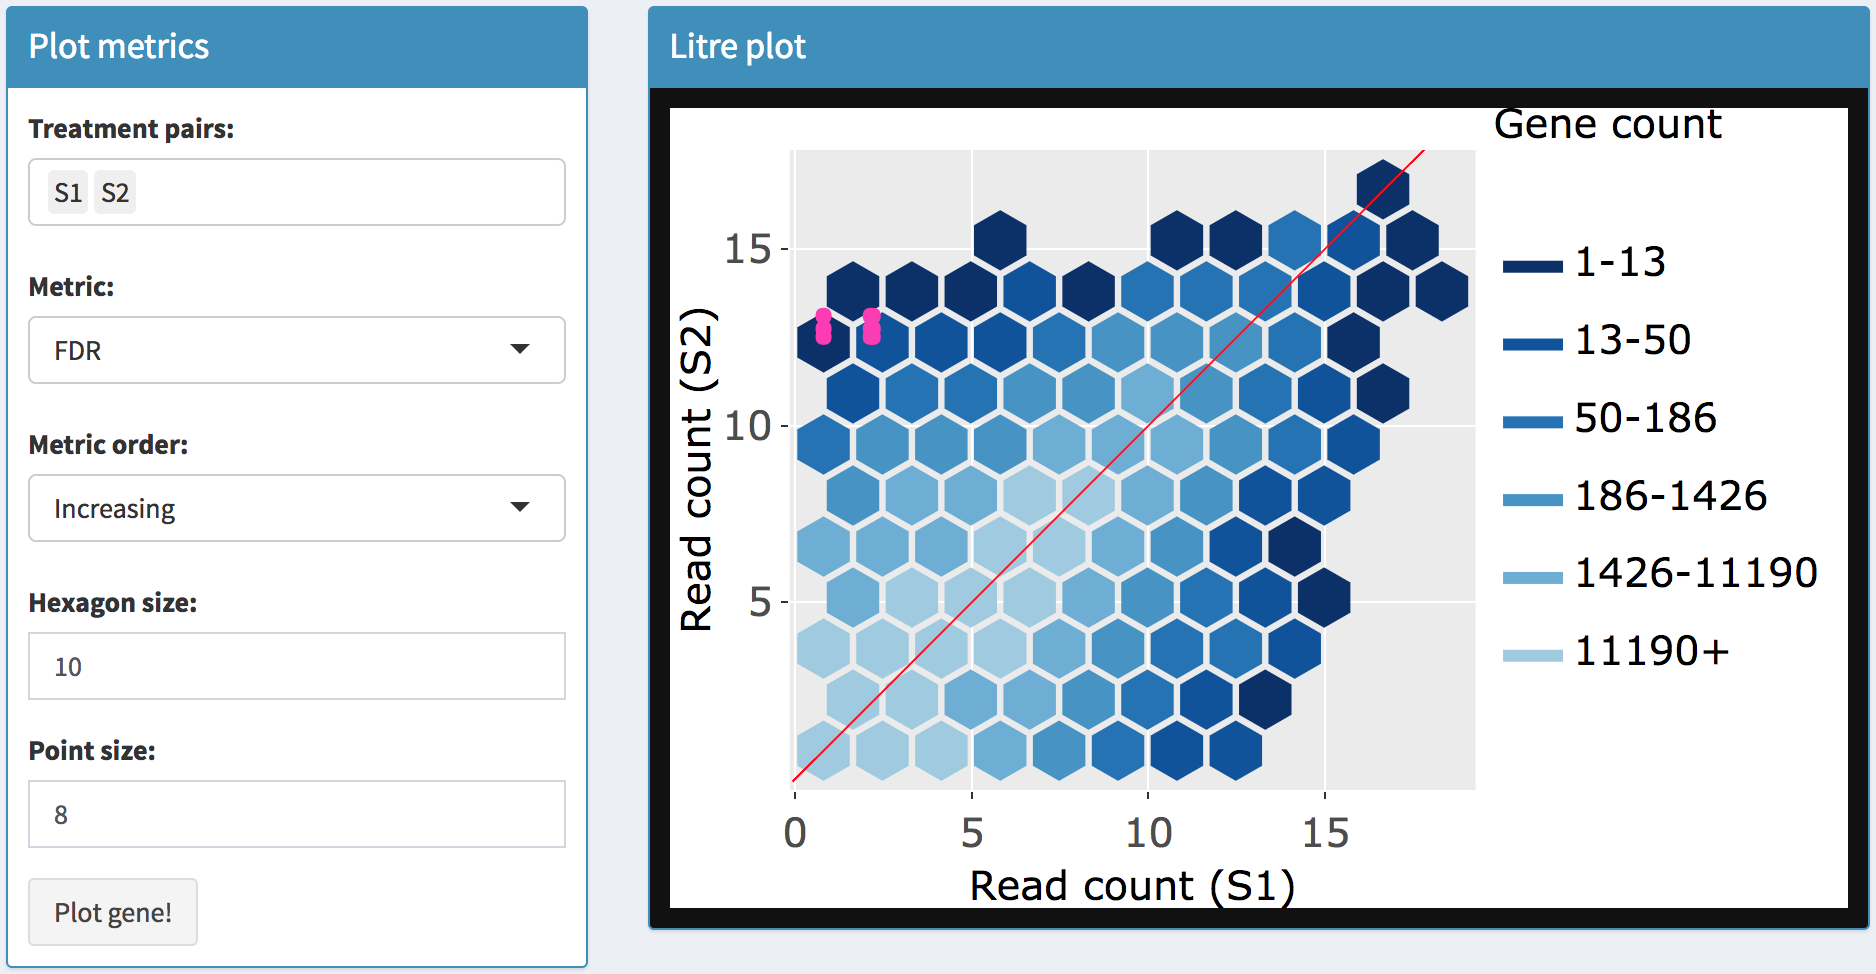 Plot metrics
Treatment pairs:
S1 S2
Metric:
FDR
Metric order:
Increasing
Hexagon size:
10
Point size:
8
Plot gene!
Litre plot
Gene count
1-13
13-50
50-186
186-1426
1426-11190
11190+
Read count (S2)
15
10
5
0 5 10 15
Read count (S1)